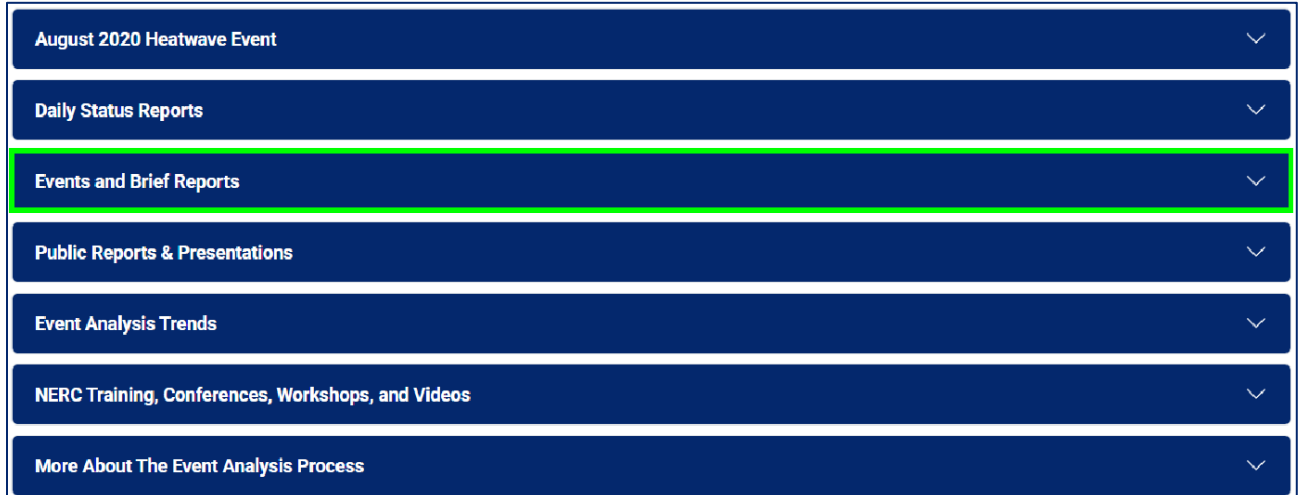 August 2020 Heatwave Event
Daily Status Reports
Events and Brief Reports
Public Reports & Presentations
Event Analysis Trends
NERC Training, Conferences, Workshops, and Videos
More About The Event Analysis Process